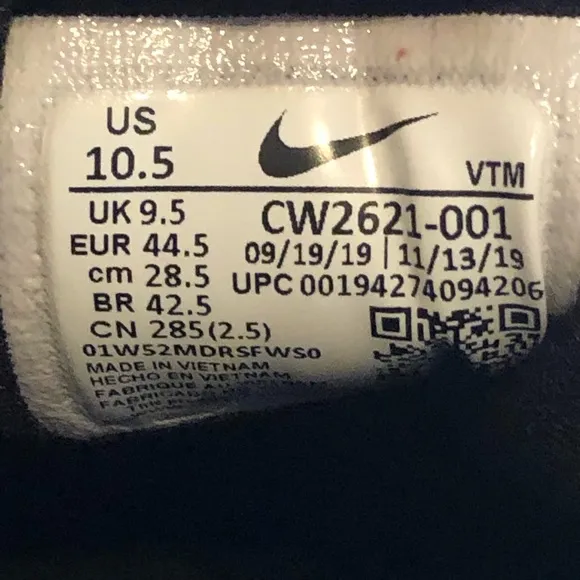 US
10.5
VTM
UK 9.5
EUR 44.5
cm 28.5
BR 42.5
CN 285(2.5)
CW2621-001
09/19/19 | 11/13/19
UPC 00194274094206
01W52MDRSFWS0
MADE IN VIETNAM
HECHO EN VIETNAM
FABRIQUE AU